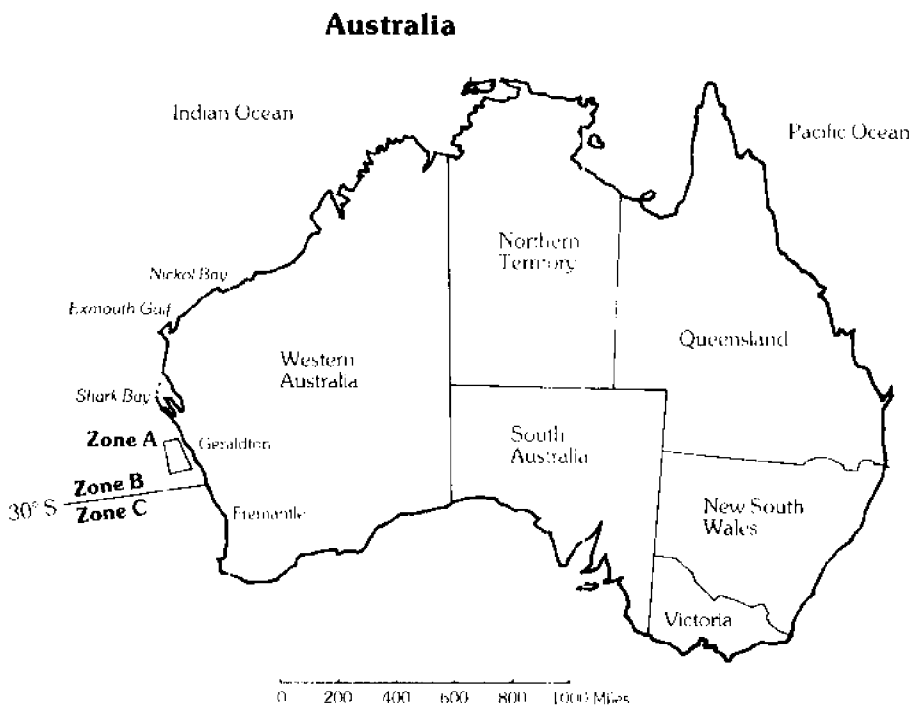 Australia
Indian Ocean
Pacific Ocean
Northern
Territory
Nickol Bay
Exmouth Gulf
Queensland
Western
Australia
Shark Bay
Zone A
Geraldton
South
Australia
Zone B
30° S
Zone C
Fremantle
New South
Wales
Victoria
0 200 400 600 800 1000 Miles